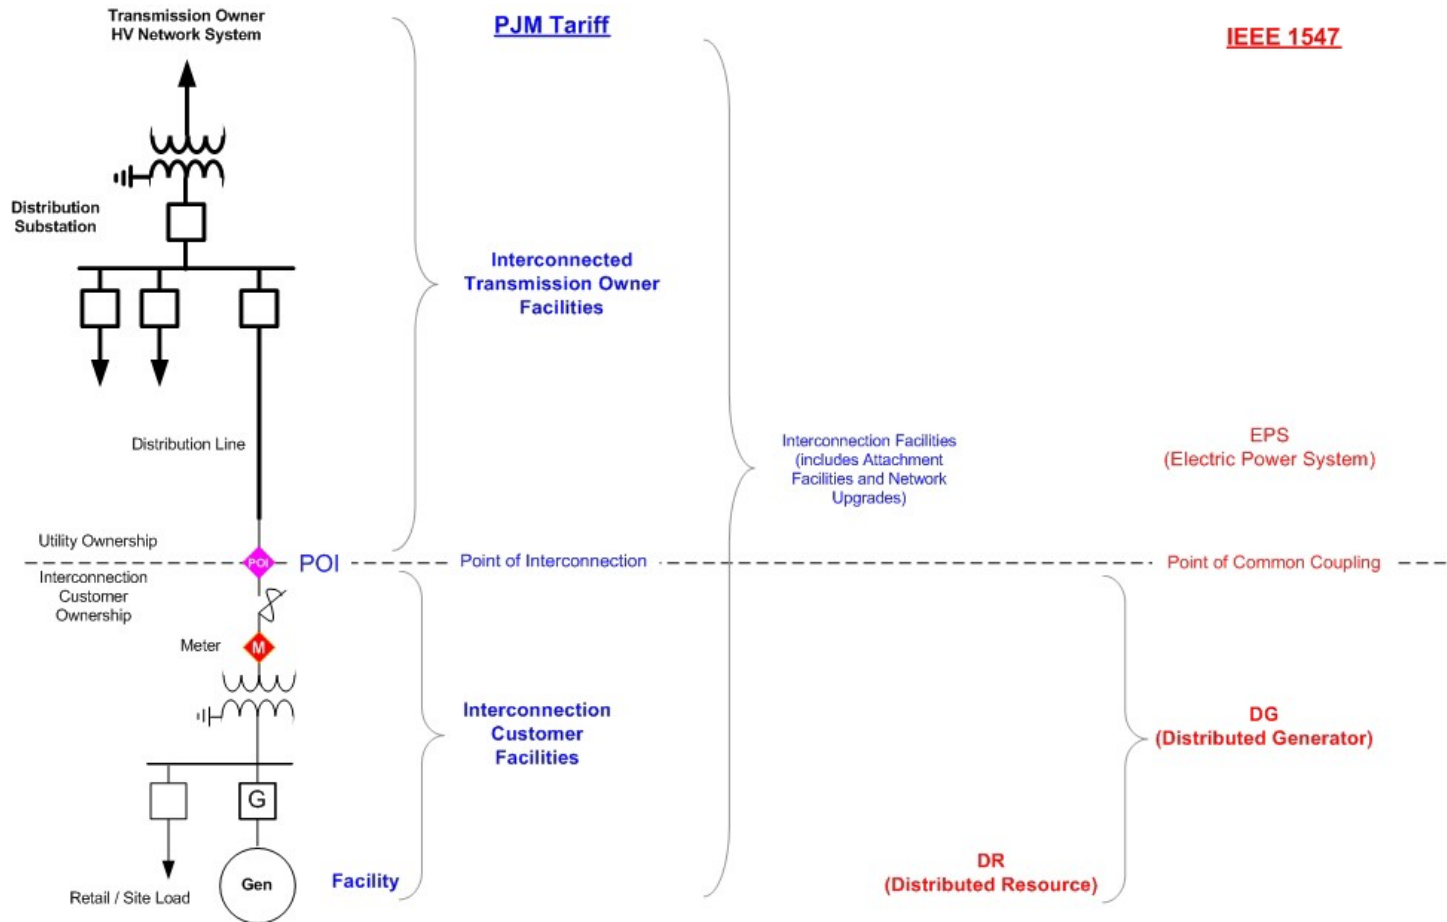 Transmission Owner
HV Network System
PJM Tariff
IEEE 1547
Distribution
Substation
Interconnected
Transmission Owner
Facilities
Distribution Line
Interconnection Facilities
(includes Attachment
Facilities and Network
Upgrades)
EPS
(Electric Power System)
Utility Ownership
POI
POI
Point of Interconnection
Point of Common Coupling
Interconnection
Customer
Ownership
Meter
M
Interconnection
Customer
Facilities
DG
(Distributed Generator)
G
Gen
Facility
Retail / Site Load
DR
(Distributed Resource)